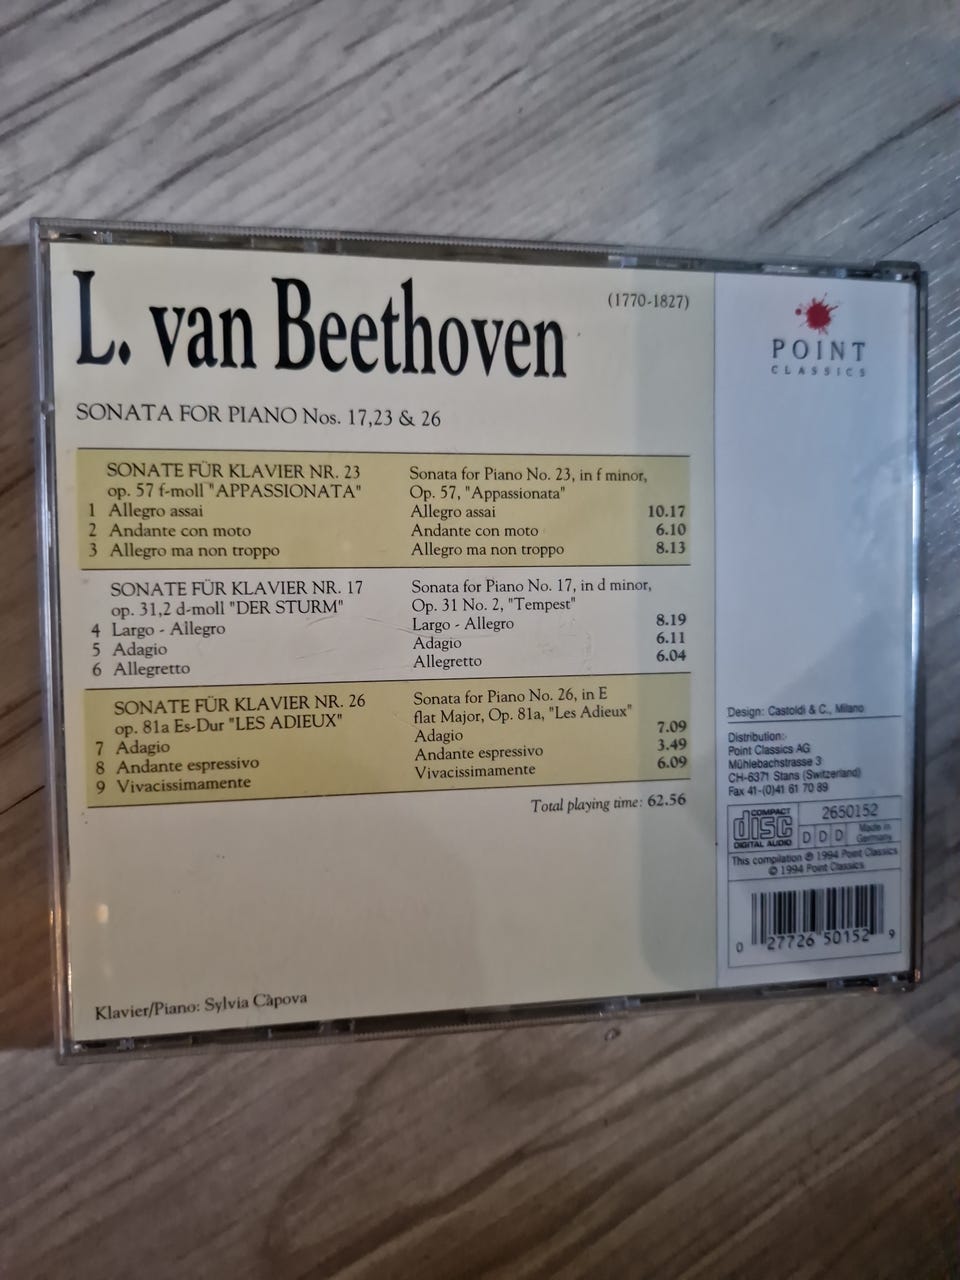 L. van Beethoven
(1770-1827)
SONATA FOR PIANO Nos. 17,23 & 26
SONATE FÜR KLAVIER NR. 23
op. 57 f-moll "APPASSIONATA"
1 Allegro assai
2 Andante con moto
3 Allegro ma non troppo
Sonata for Piano No. 23, in f minor,
Op. 57, "Appassionata"
Allegro assai 10.17
Andante con moto 6.10
Allegro ma non troppo 8.13
SONATE FÜR KLAVIER NR. 17
op. 31,2 d-moll "DER STURM"
4 Largo - Allegro
5 Adagio
6 Allegretto
Sonata for Piano No. 17, in d minor,
Op. 31 No. 2, "Tempest"
Largo - Allegro 8.19
Adagio 6.11
Allegretto 6.04
SONATE FÜR KLAVIER NR. 26
op. 81a Es-Dur "LES ADIEUX"
7 Adagio
8 Andante espressivo
9 Vivacissimamente
Sonata for Piano No. 26, in E
flat Major, Op. 81a, "Les Adieux"
Adagio 7.09
Andante espressivo 3.49
Vivacissimamente 6.09
Total playing time: 62.56
Klavier/Piano: Sylvia Càpova
POINT
CLASSICS
Design: Castoldi & C., Milano
Distribution:
Point Classics AG
Mühlebachstrasse 3
CH-6371 Stans (Switzerland)
Fax 41-(0)41 61 70 89
COMPACT
disc
DIGITAL AUDIO
2650152
D D D
Made in
Germany
This compilation ℗ 1994 Point Classics
© 1994 Point Classics
0 27726 50152 9